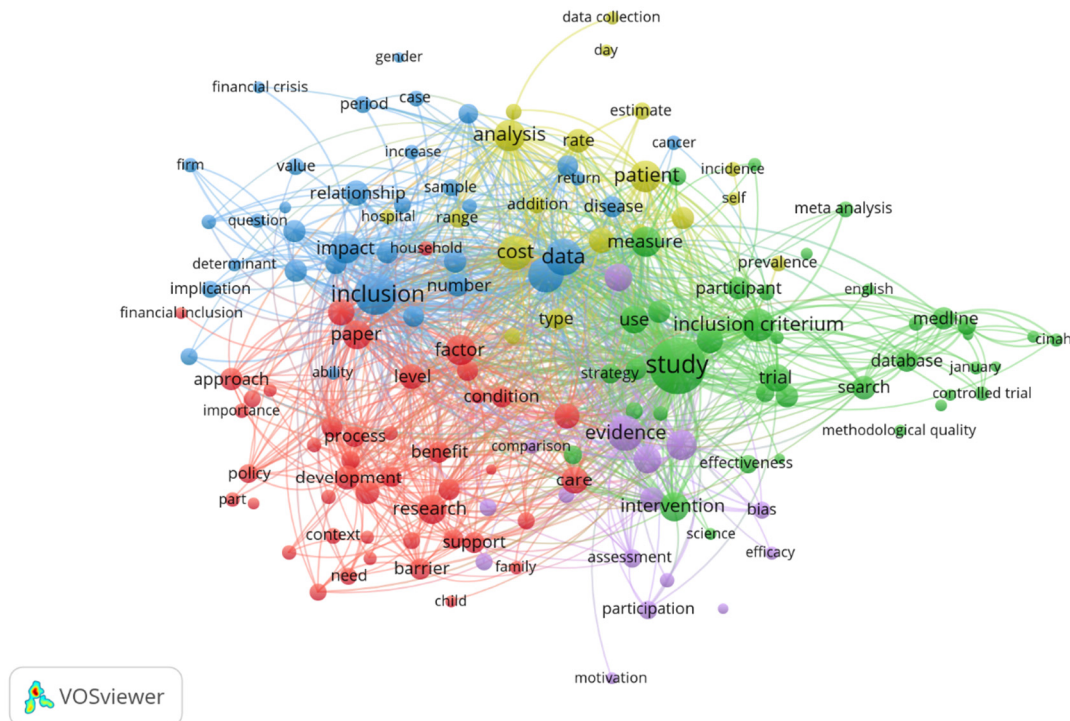 data collection
day
gender
financial crisis
period
case
estimate
analysis
rate
cancer
increase
firm
value
return
patient
incidence
relationship
sample
addition
disease
self
meta analysis
question
hospital
range
impact
household
cost
data
measure
determinant
prevalence
implication
inclusion
number
participant
english
financial inclusion
paper
type
use
inclusion criterium
medline
cinah
factor
study
database
ability
level
strategy
trial
january
approach
search
importance
condition
controlled trial
process
evidence
methodological quality
benefit
comparison
effectiveness
policy
development
care
part
research
intervention
bias
context
support
science
need
barrier
family
assessment
efficacy
child
participation
motivation
VOSviewer